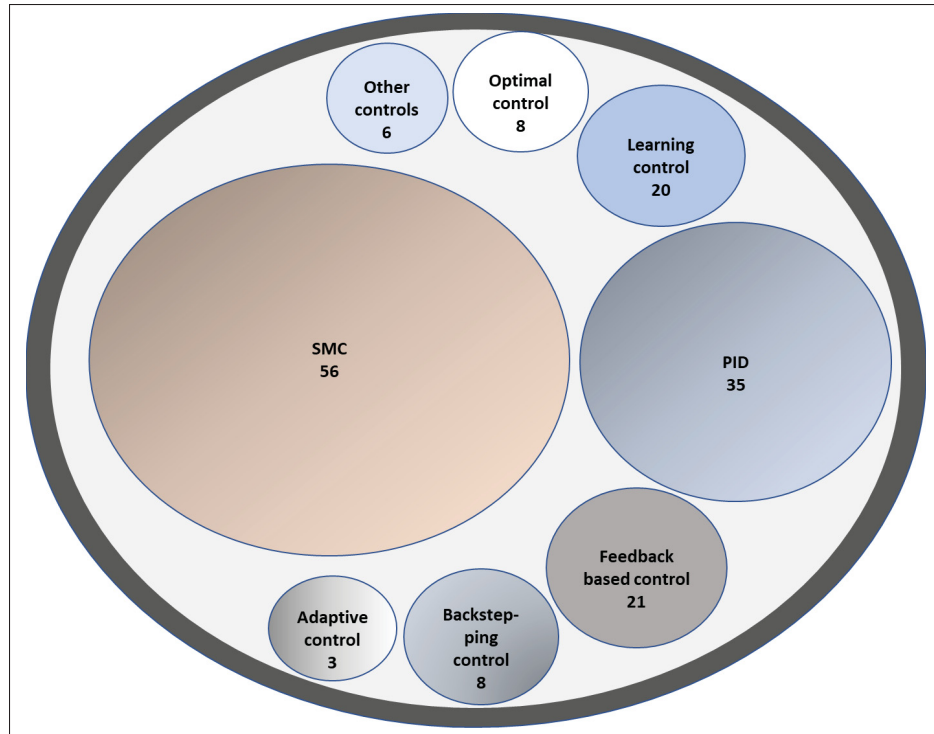 Other
controls
6
Optimal
control
8
Learning
control
20
SMC
56
PID
35
Feedback
based control
21
Adaptive
control
3
Backstep-
ping
control
8